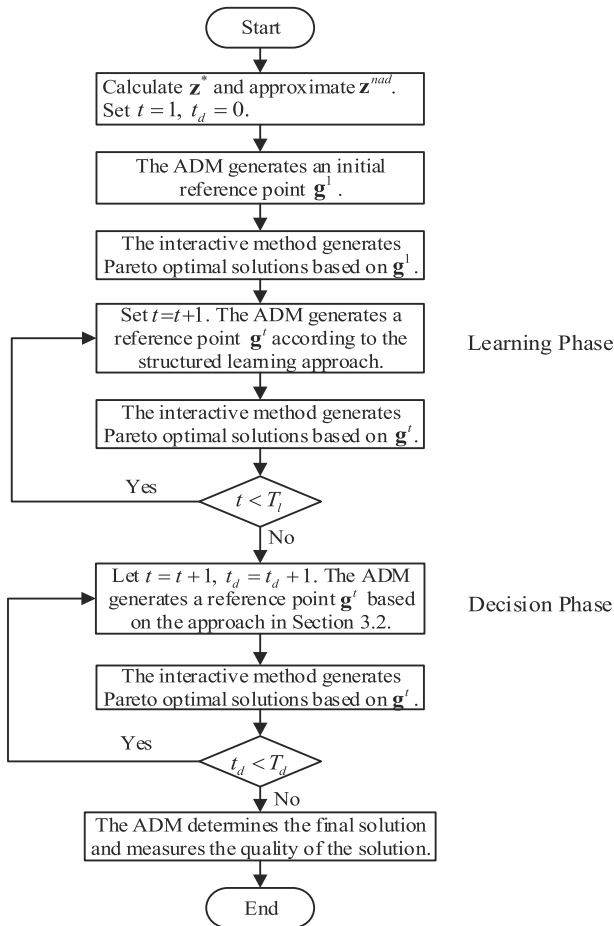 Start
Calculate z* and approximate z^nad.
Set t = 1, t_d = 0.
The ADM generates an initial
reference point g^1 .
The interactive method generates
Pareto optimal solutions based on g^1.
Set t=t+1. The ADM generates a
reference point g^t according to the
structured learning approach.
Learning Phase
The interactive method generates
Pareto optimal solutions based on g^t.
Yes
t < T_l
No
Let t = t + 1, t_d = t_d + 1. The ADM
generates a reference point g^t based
on the approach in Section 3.2.
Decision Phase
The interactive method generates
Pareto optimal solutions based on g^t.
Yes
t_d < T_d
No
The ADM determines the final solution
and measures the quality of the solution.
End